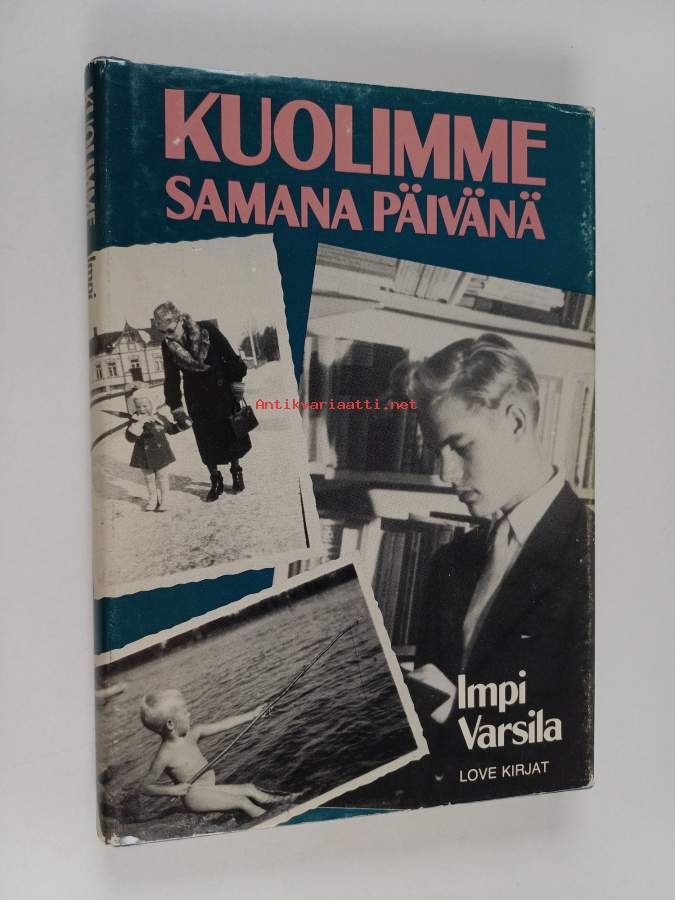 KUOLIMME
SAMANA PÄIVÄNÄ
KUOLIMME Impi
Antikvariaatti.net
Impi
Varsila
LOVE KIRJAT